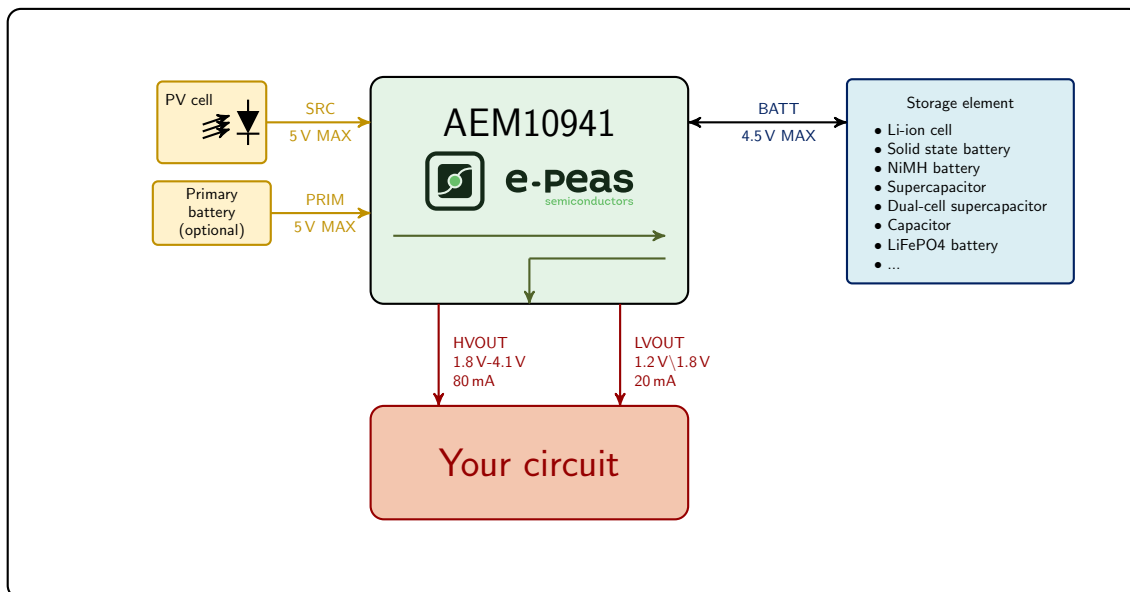 PV cell
SRC
5 V MAX
Primary
battery
(optional)
PRIM
5 V MAX
AEM10941
e-peas
semiconductors
BATT
4.5 V MAX
Storage element
• Li-ion cell
• Solid state battery
• NiMH battery
• Supercapacitor
• Dual-cell supercapacitor
• Capacitor
• LiFePO4 battery
• ...
HVOUT
1.8 V-4.1 V
80 mA
LVOUT
1.2 V\1.8 V
20 mA
Your circuit